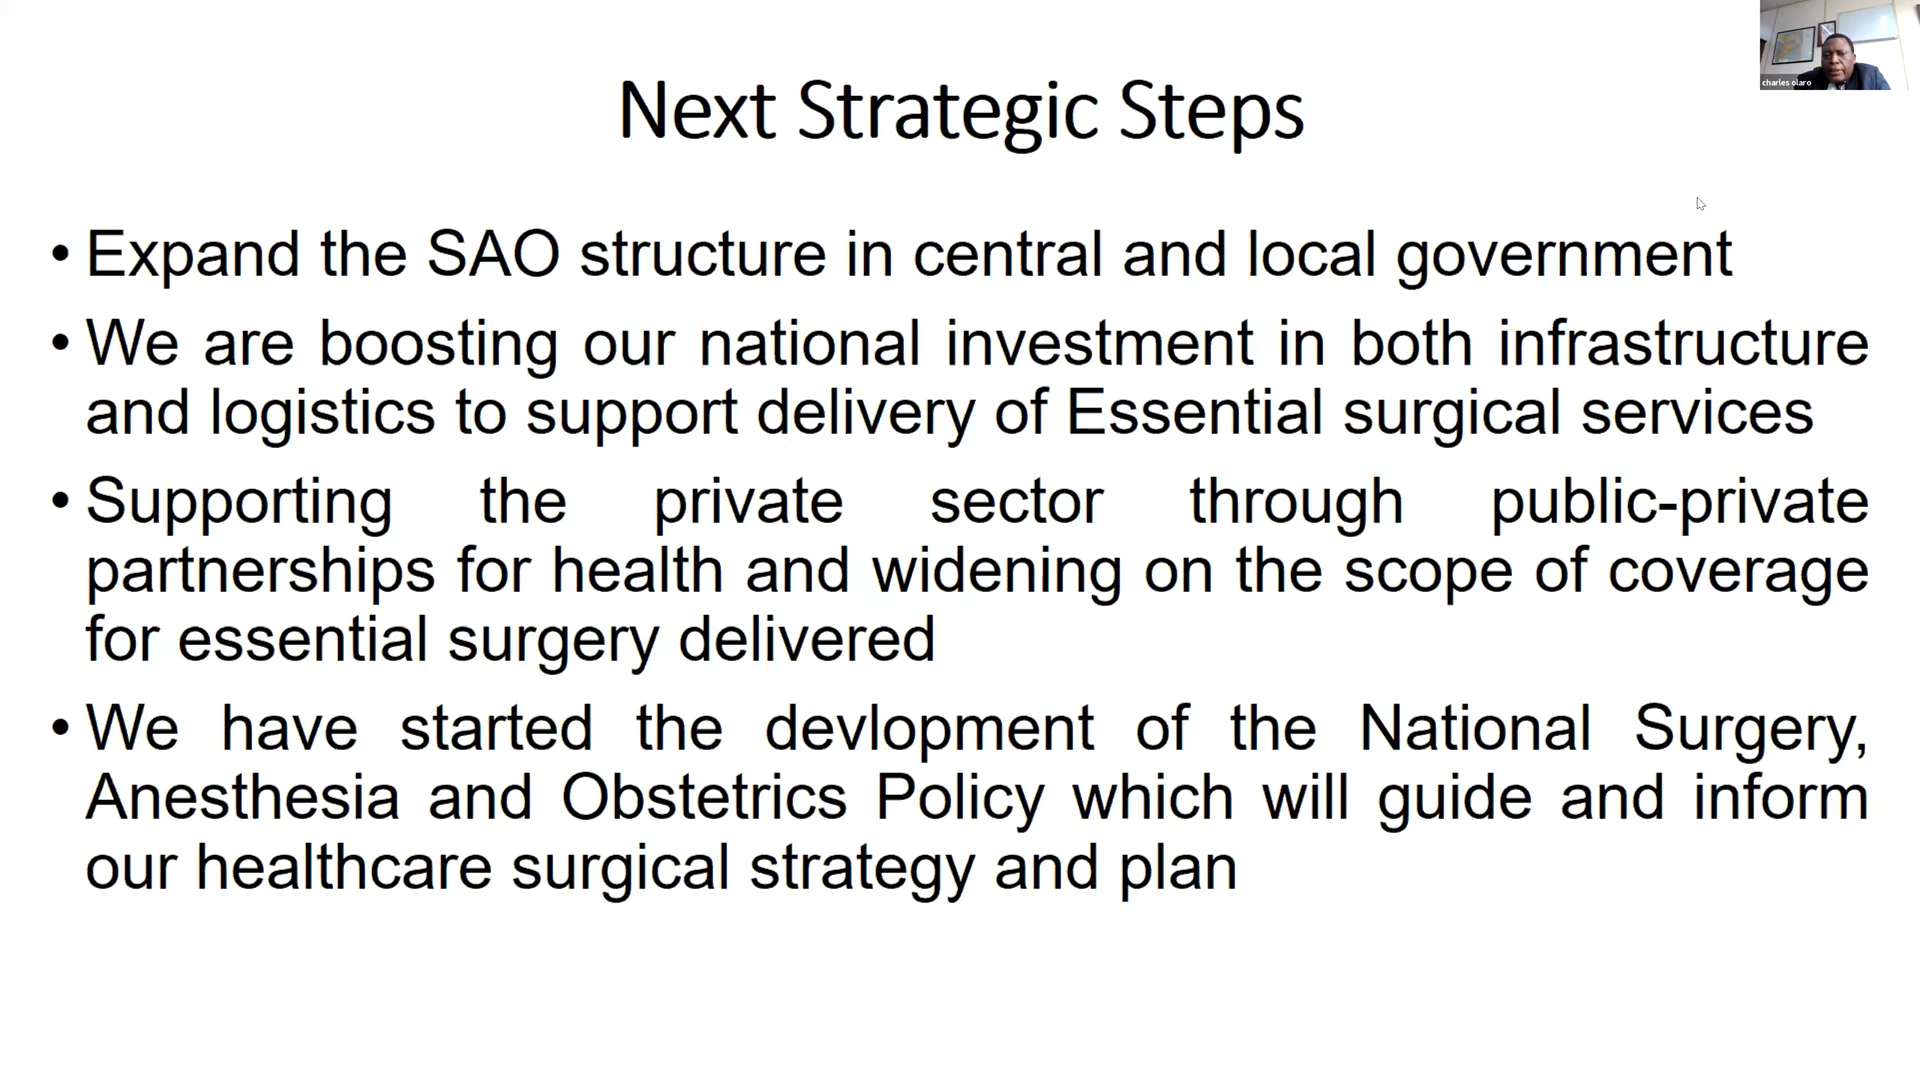 charles olaro
Next Strategic Steps
• Expand the SAO structure in central and local government
• We are boosting our national investment in both infrastructure
and logistics to support delivery of Essential surgical services
• Supporting the private sector through public-private
partnerships for health and widening on the scope of coverage
for essential surgery delivered
• We have started the devlopment of the National Surgery,
Anesthesia and Obstetrics Policy which will guide and inform
our healthcare surgical strategy and plan